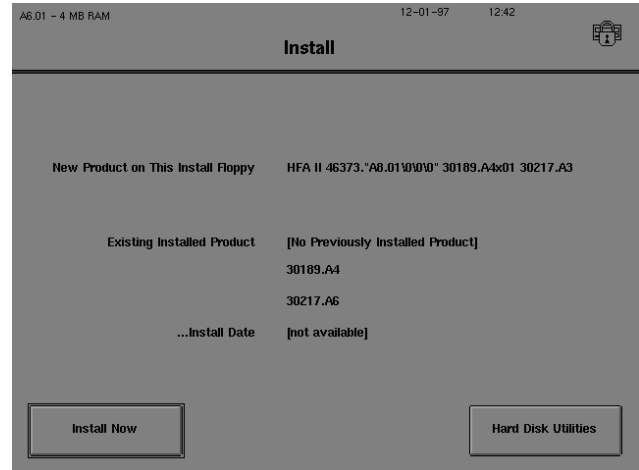 A6.01 - 4 MB RAM
12-01-97 12:42
Install
New Product on This Install Floppy HFA II 46373."A8.01\0\0\0" 30189.A4x01 30217.A3
Existing Installed Product [No Previously Installed Product]
30189.A4
30217.A6
...Install Date [not available]
Install Now Hard Disk Utilities